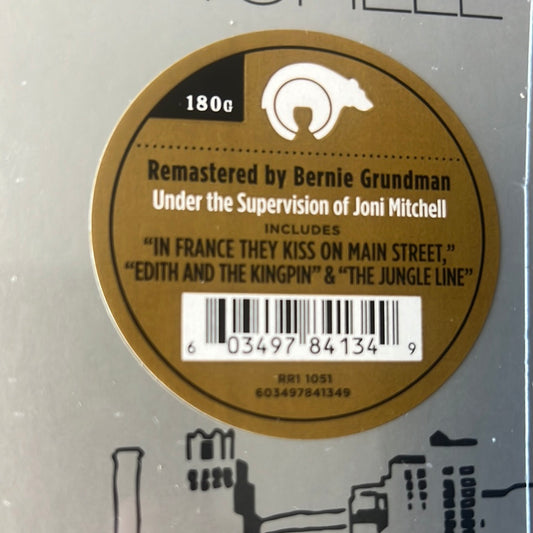 180G
Remastered by Bernie Grundman
Under the Supervision of Joni Mitchell
INCLUDES
“IN FRANCE THEY KISS ON MAIN STREET,”
“EDITH AND THE KINGPIN” & “THE JUNGLE LINE”
6 03497 84134 9
RR1 1051
603497841349